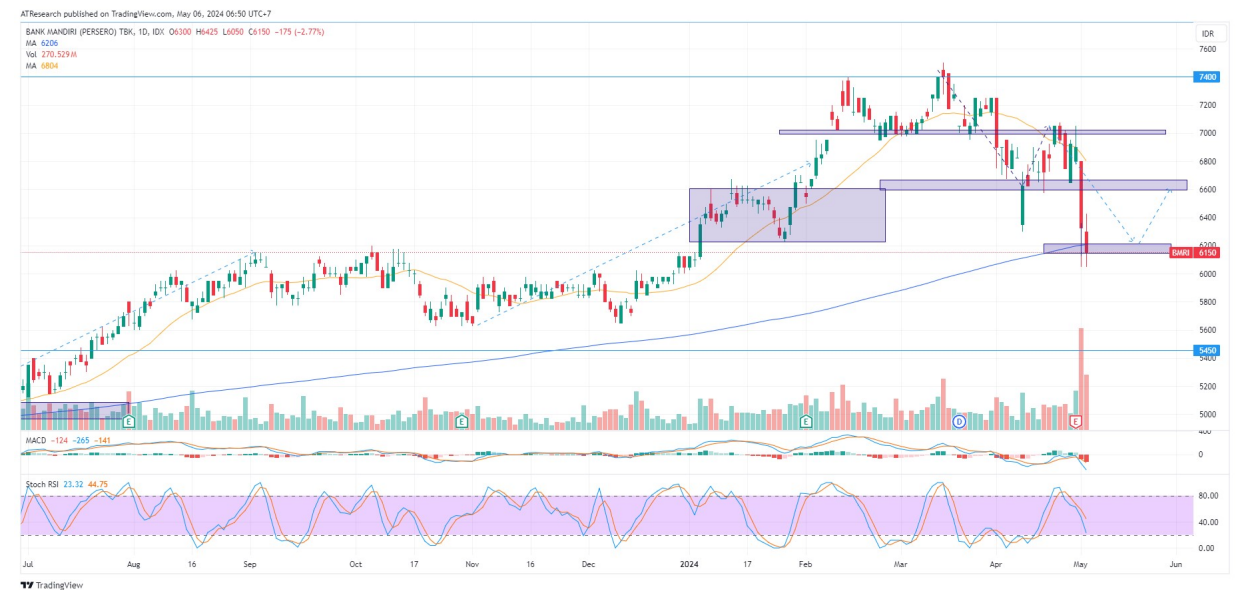 ATResearch published on TradingView.com, May 06, 2024 06:50 UTC+7
BANK MANDIRI (PERSERO) TBK, 1D, IDX O6300 H6425 L6050 C6150 −175 (−2.77%)
MA 6206
Vol 270.529M
MA 6804
IDR
7600
7400
7200
7000
6800
6600
6400
6200
BMRI 6150
6000
5800
5600
5450
5400
5200
5000
E E E D E
MACD −124 −265 −141
400
0
Stoch RSI 23.32 44.75
80.00
40.00
0.00
Jul Aug 16 Sep Oct 17 Nov 16 Dec 2024 17 Feb Mar Apr May Jun
TradingView